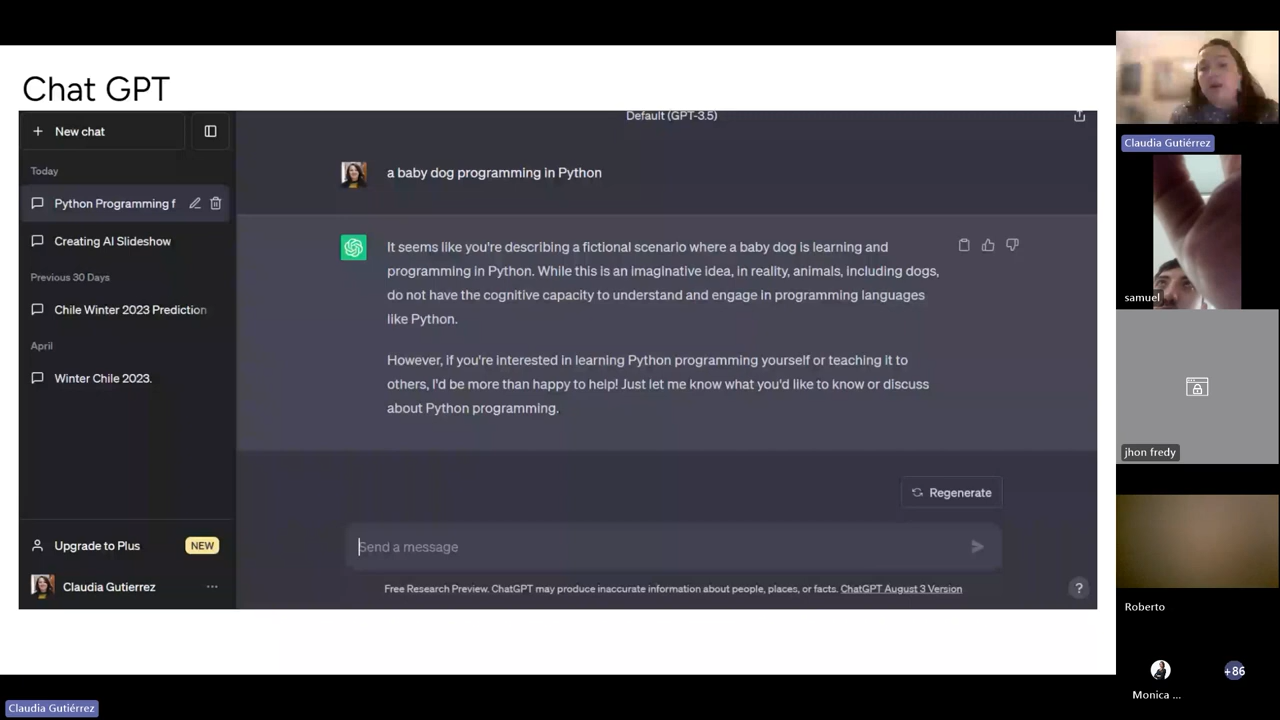 Chat GPT
New chat
Default (GPT-3.5)
Today
Python Programming f
Creating AI Slideshow
Previous 30 Days
Chile Winter 2023 Prediction
April
Winter Chile 2023.
a baby dog programming in Python
It seems like you're describing a fictional scenario where a baby dog is learning and
programming in Python. While this is an imaginative idea, in reality, animals, including dogs,
do not have the cognitive capacity to understand and engage in programming languages
like Python.
However, if you're interested in learning Python programming yourself or teaching it to
others, I'd be more than happy to help! Just let me know what you'd like to know or discuss
about Python programming.
Regenerate
Upgrade to Plus NEW
Claudia Gutierrez
Send a message
Free Research Preview. ChatGPT may produce inaccurate information about people, places, or facts. ChatGPT August 3 Version
?
Claudia Gutiérrez
samuel
jhon fredy
Roberto
Monica ...
+86
Claudia Gutiérrez